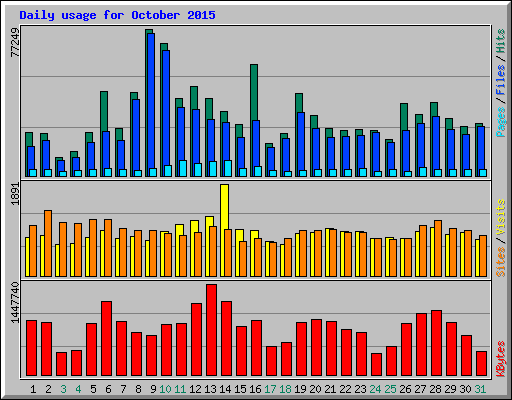 Daily usage for October 2015
77249
Pages / Files / Hits
1891
Sites / Visits
1447740
KBytes
1 2 3 4 5 6 7 8 9 10 11 12 13 14 15 16 17 18 19 20 21 22 23 24 25 26 27 28 29 30 31